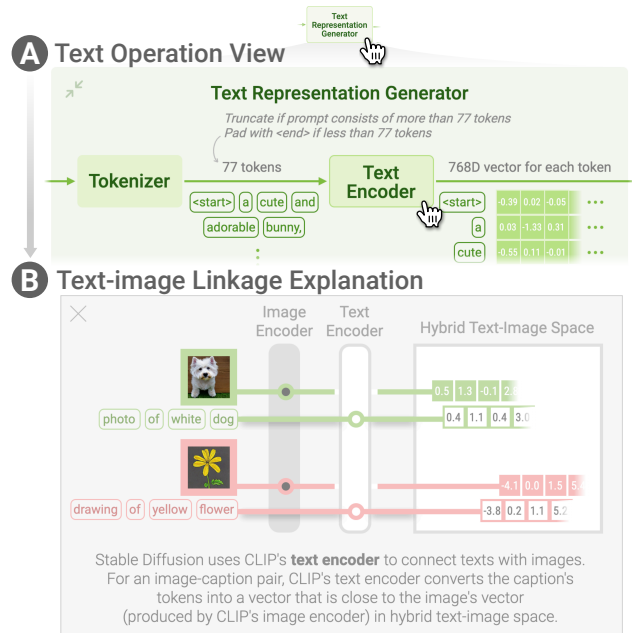 Text
Representation
Generator
A Text Operation View
Text Representation Generator
Truncate if prompt consists of more than 77 tokens
Pad with <end> if less than 77 tokens
Tokenizer
77 tokens
Text
Encoder
768D vector for each token
<start> a cute and
adorable bunny,
<start> -0.39 0.02 -0.05
a 0.03 -1.33 0.31
cute -0.55 0.11 -0.01
B Text-image Linkage Explanation
Image
Encoder
Text
Encoder
Hybrid Text-Image Space
0.5 1.3 -0.1
photo of white dog
0.4 1.1 0.4 3.0
-4.1 0.0 1.5 5.4
drawing of yellow flower
-3.8 0.2 1.1 5.2
Stable Diffusion uses CLIP's text encoder to connect texts with images.
For an image-caption pair, CLIP's text encoder converts the caption's
tokens into a vector that is close to the image's vector
(produced by CLIP's image encoder) in hybrid text-image space.